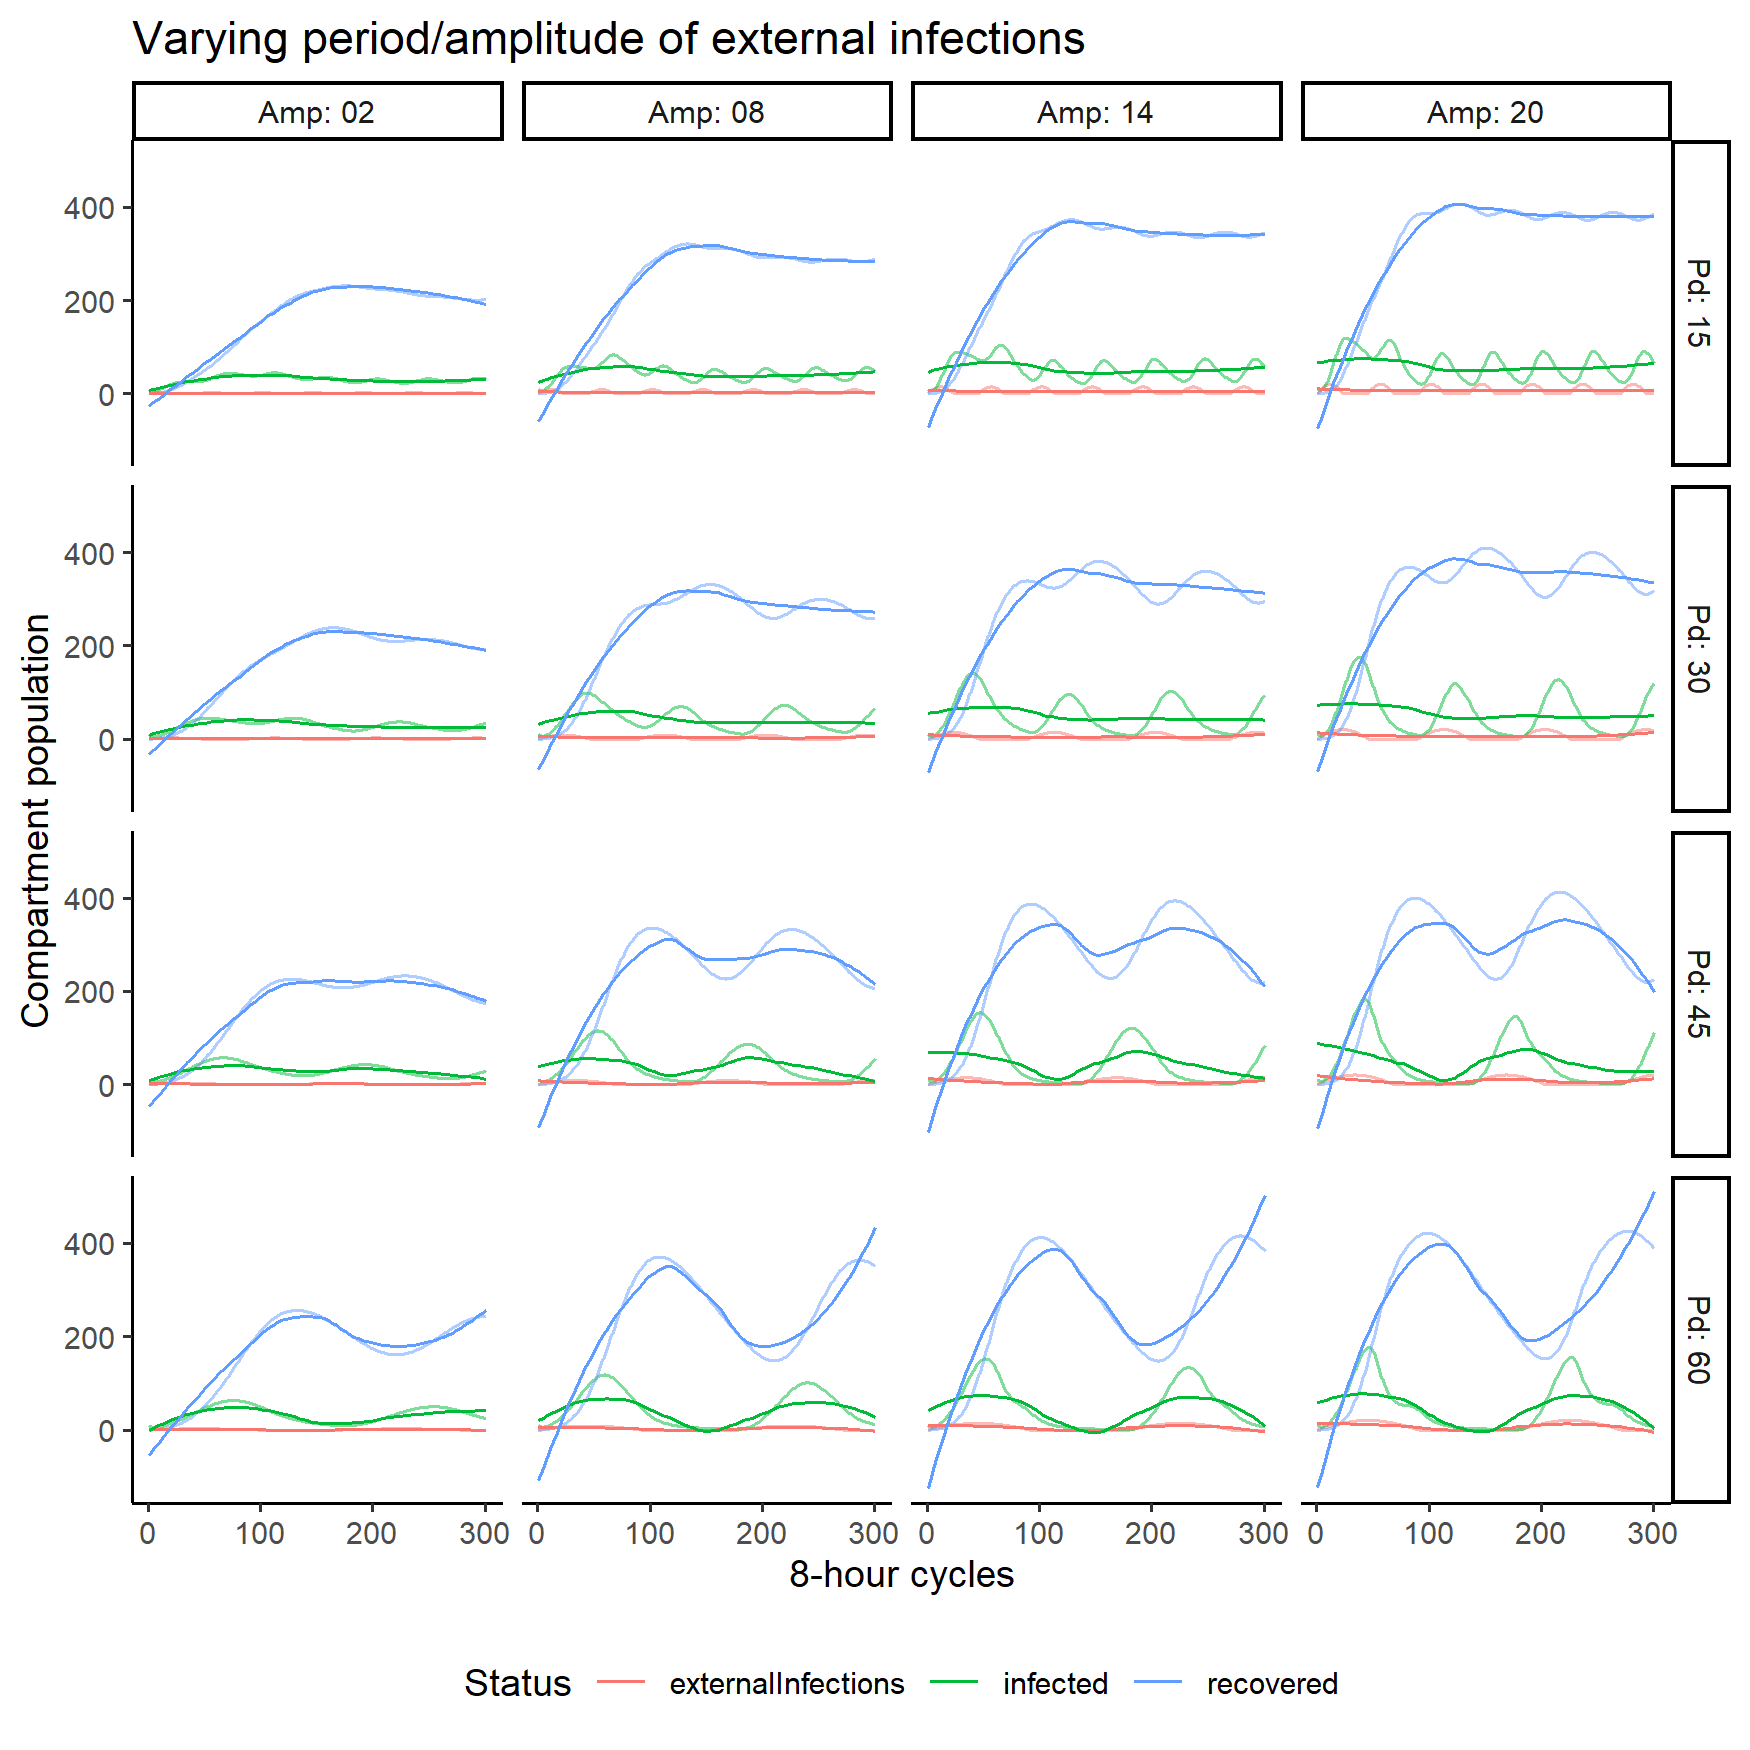 Varying period/amplitude of external infections
Amp: 02 Amp: 08 Amp: 14 Amp: 20
400
200
0
Pd: 15
400
200
0
Pd: 30
400
200
0
Pd: 45
400
200
0
Pd: 60
Compartment population
0 100 200 300 0 100 200 300 0 100 200 300 0 100 200 300
8-hour cycles
Status externalInfections infected recovered